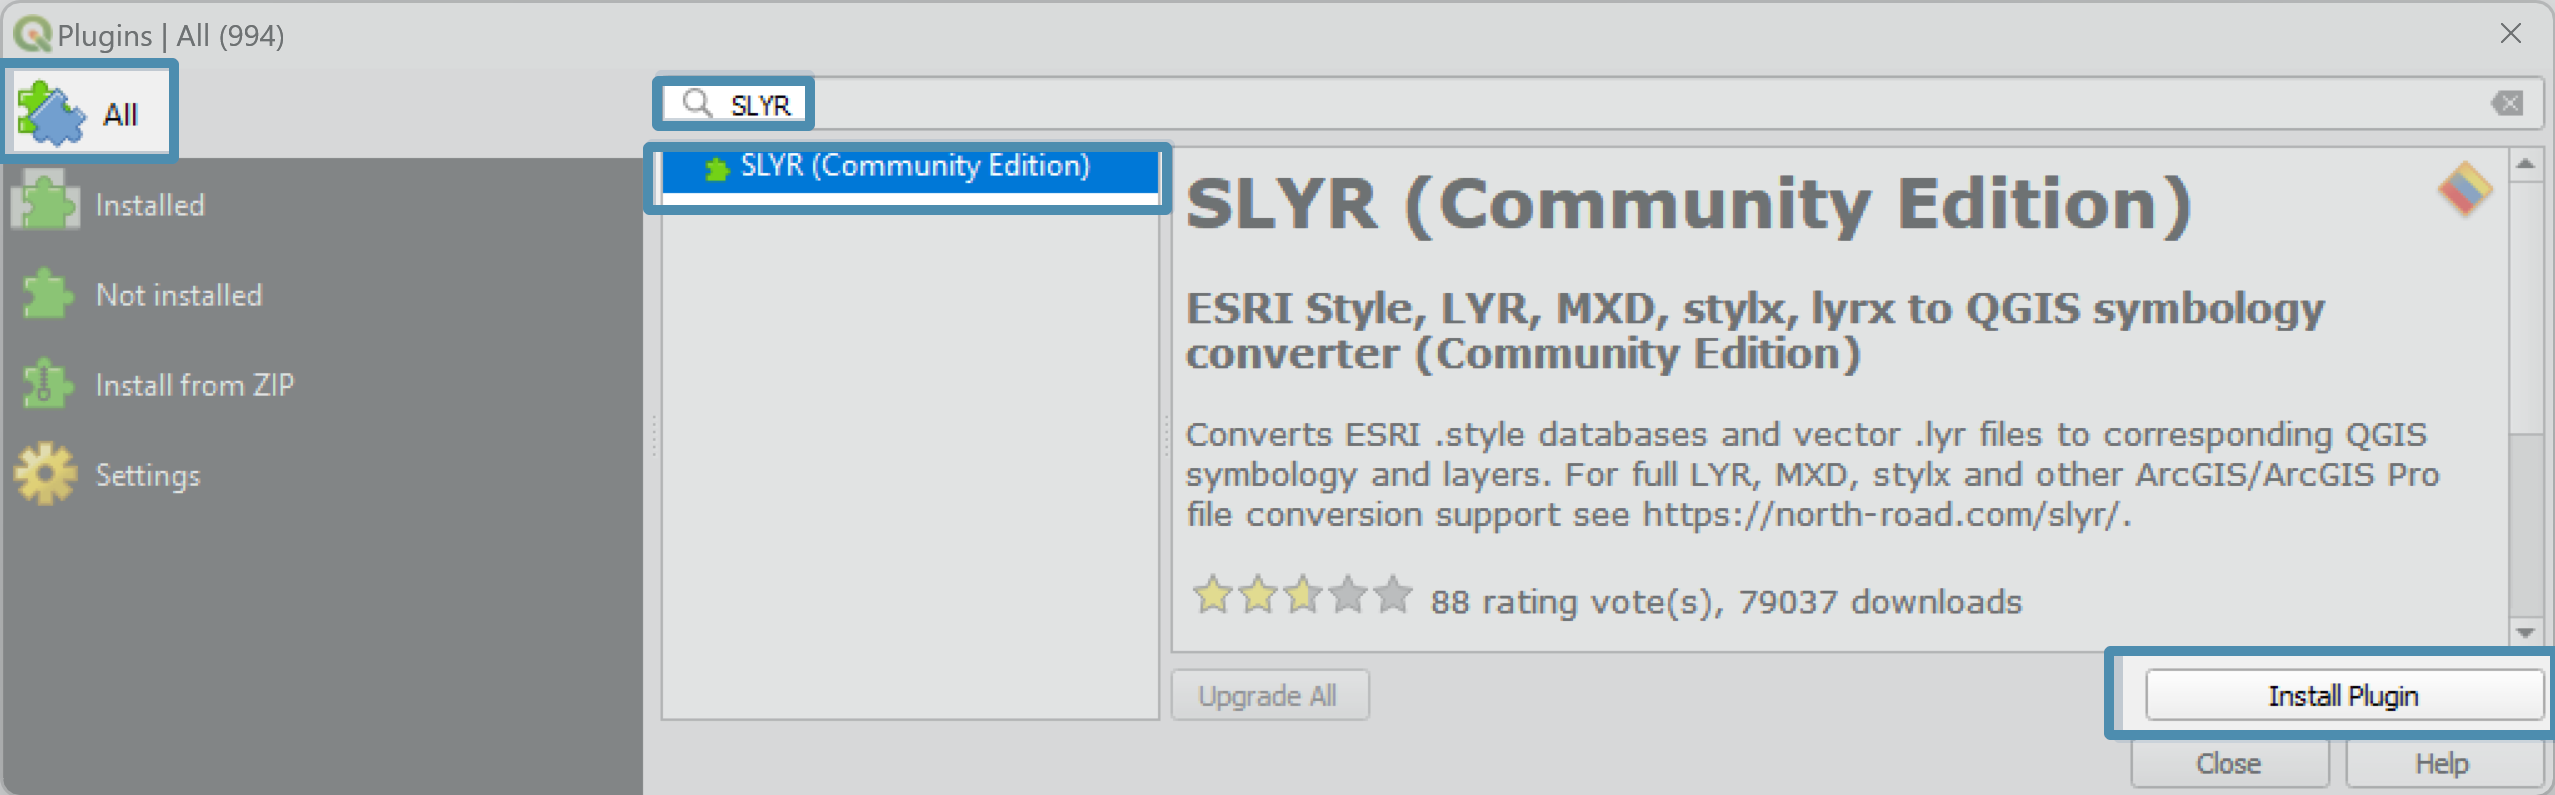 Plugins | All (994)
All
Installed
Not installed
Install from ZIP
Settings
SLYR
SLYR (Community Edition)
SLYR (Community Edition)
ESRI Style, LYR, MXD, stylx, lyrx to QGIS symbology
converter (Community Edition)
Converts ESRI .style databases and vector .lyr files to corresponding QGIS
symbology and layers. For full LYR, MXD, stylx and other ArcGIS/ArcGIS Pro
file conversion support see https://north-road.com/slyr/.
88 rating vote(s), 79037 downloads
Upgrade All
Install Plugin
Close
Help